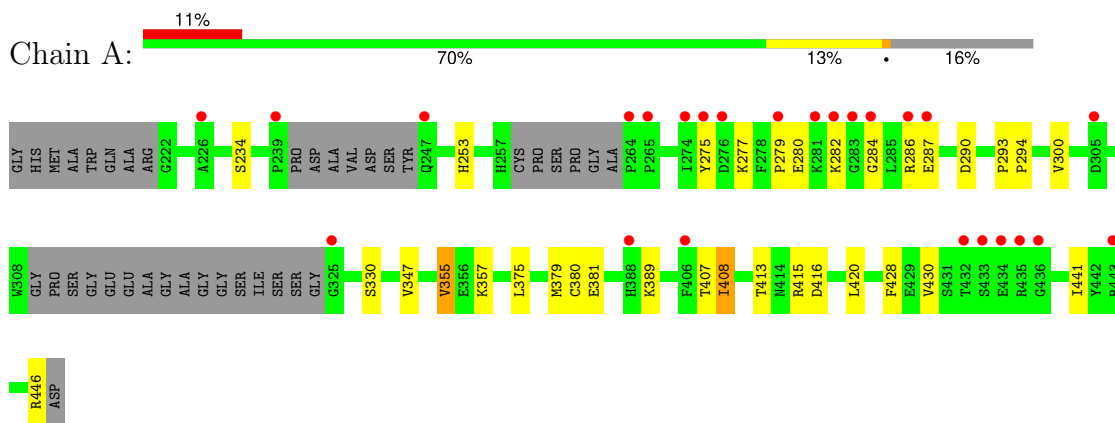 11%
Chain A:
70% 13% • 16%
GLY HIS MET ALA TRP GLN ALA ARG G222 A226 S234 P239 PRO ASP ALA VAL ASP SER TYR Q247 H253 H257 CYS PRO SER PRO GLY ALA P264 P265 I274 Y275 D276 K277 F278 P279 E280 K281 K282 G283 G284 L285 R286 E287 D290 P293 P294 V300 D305
W308 GLY PRO SER GLY GLU GLU ALA GLY ALA GLY GLY SER ILE SER SER GLY G325 S330 V347 V355 E356 K357 L375 M379 C380 E381 H388 K389 F406 T407 I408 T413 N414 R415 D416 L420 F428 E429 V430 S431 T432 S433 E434 R435 G436 I441 Y442
R446 ASP